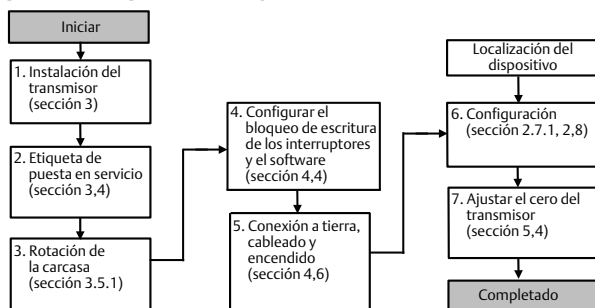 Iniciar
1. Instalación del
transmisor
(sección 3)
2. Etiqueta de
puesta en servicio
(sección 3,4)
3. Rotación de
la carcasa
(sección 3.5.1)
4. Configurar el
bloqueo de escritura
de los interruptores
y el software
(sección 4,4)
5. Conexión a tierra,
cableado y
encendido
(sección 4,6)
Localización del
dispositivo
6. Configuración
(sección 2.7.1, 2,8)
7. Ajustar el cero del
transmisor
(sección 5,4)
Completado